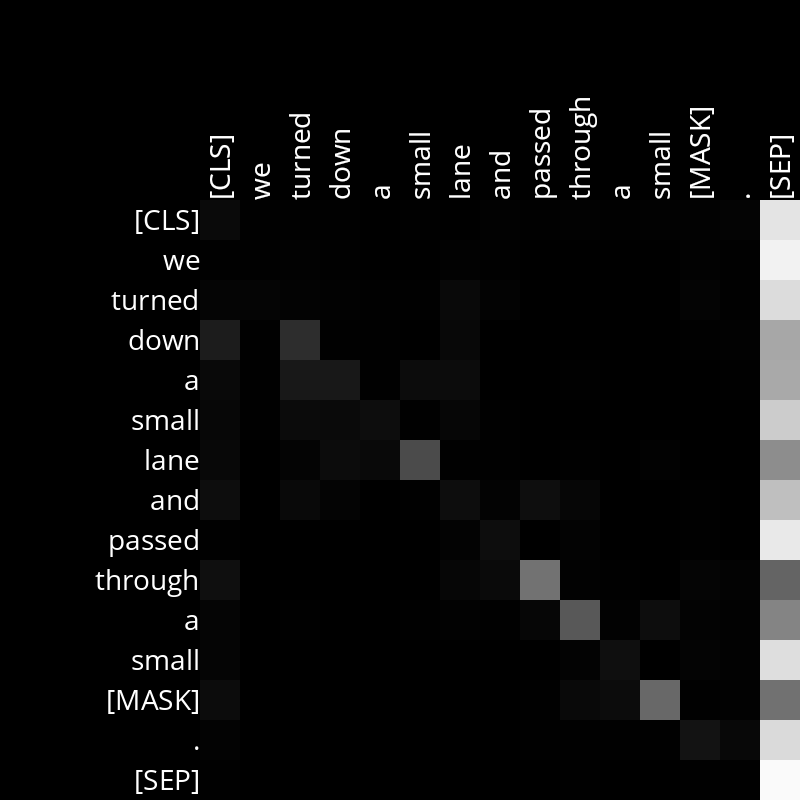 [CLS] we turned down a small lane and passed through a small [MASK] . [SEP]
[CLS]
we
turned
down
a
small
lane
and
passed
through
a
small
[MASK]
.
[SEP]